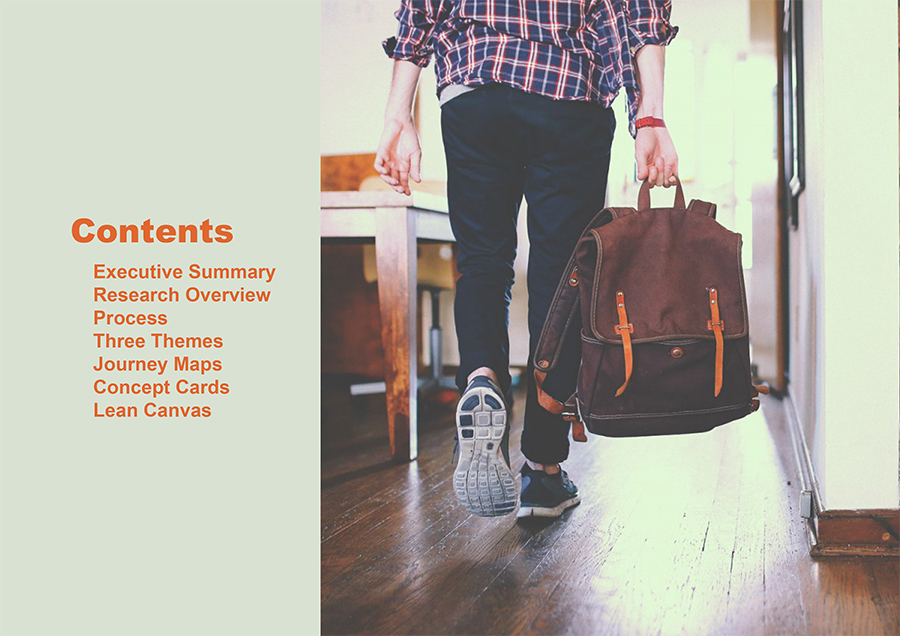 Contents
Executive Summary
Research Overview
Process
Three Themes
Journey Maps
Concept Cards
Lean Canvas